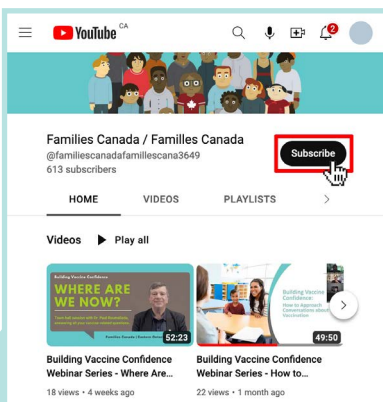 YouTube CA
2
Families Canada / Familles Canada
@familiescanadafamillescana3649
613 subscribers
Subscribe
HOME VIDEOS PLAYLISTS
Videos Play all
Building Vaccine Confidence
WHERE ARE
WE NOW?
52:23
Building Vaccine
Confidence:
How to Approach
Conversations about
Vaccination
49:50
Building Vaccine Confidence
Webinar Series - Where Are...
18 views • 4 weeks ago
Building Vaccine Confidence
Webinar Series - How to...
22 views • 1 month ago